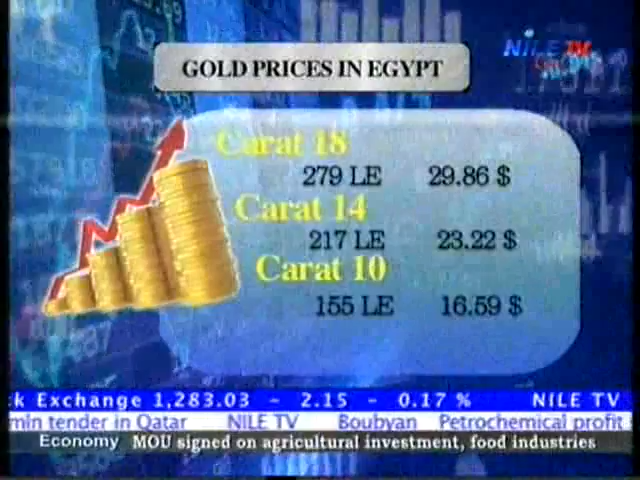 NiLE TV
GOLD PRICES IN EGYPT
Carat 18
279 LE 29.86 $
Carat 14
217 LE 23.22 $
Carat 10
155 LE 16.59 $
k Exchange 1,283.03 - 2.15 - 0.17 % NILE TV
min tender in Qatar NILE TV Boubyan Petrochemical profit
Economy MOU signed on agricultural investment, food industries